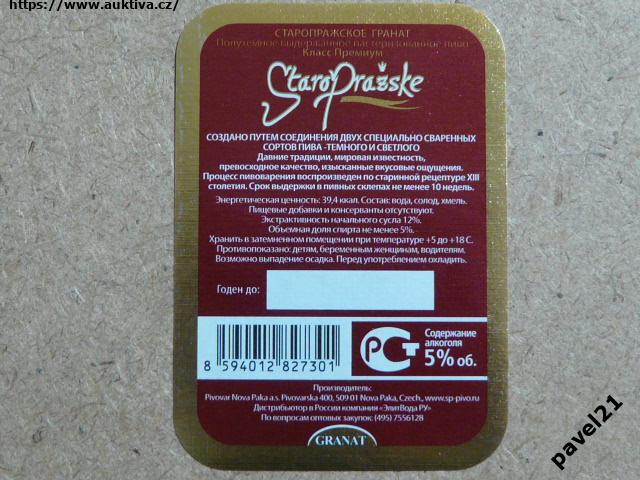 https://www.auktiva.cz/
СТАРОПРАЖСКОЕ ГРАНАТ
Полутемное выдержанное пастеризованное пиво
Класс Премиум
StaroPražske
СОЗДАНО ПУТЕМ СОЕДИНЕНИЯ ДВУХ СПЕЦИАЛЬНО СВАРЕННЫХ
СОРТОВ ПИВА -ТЕМНОГО И СВЕТЛОГО
Давние традиции, мировая известность,
превосходное качество, изысканные вкусовые ощущения.
Процесс пивоварения воспроизведен по старинной рецептуре XIII
столетия. Срок выдержки в пивных склепах не менее 10 недель.
Энергетическая ценность: 39,4 ккал. Состав: вода, солод, хмель.
Пищевые добавки и консерванты отсутствуют.
Экстрактивность начального сусла 12%.
Объемная доля спирта не менее 5%.
Хранить в затемненном помещении при температуре +5 до +18 С.
Противопоказано: детям, беременным женщинам, водителям.
Возможно выпадение осадка. Перед употреблением охладить.
Годен до:
8 594012 827301
РСТ
Содержание
алкоголя
5% об.
Производитель:
Pivovar Nova Paka a.s. Pivovarska 400, 509 01 Nova Paka, Czech., www.sp-pivo.ru
Дистрибьютор в России компания «ЭлитВода РУ»
По вопросам оптовых закупок: (495) 7556128
GRANAT
pavel21